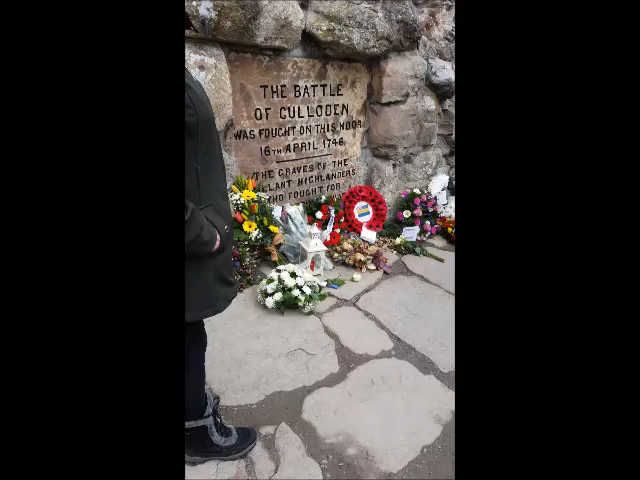 THE BATTLE
OF CULLODEN
WAS FOUGHT ON THIS MOOR
16TH APRIL 1746.
THE GRAVES OF THE
GALLANT HIGHLANDERS
WHO FOUGHT FOR